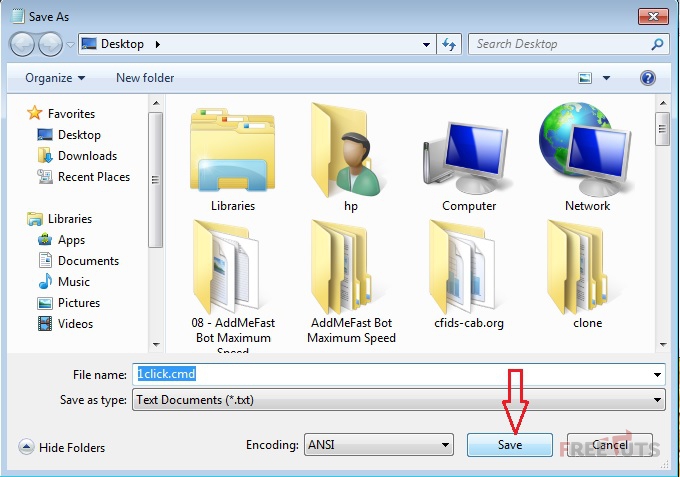 Save As
Desktop
Search Desktop
Organize
New folder
Favorites
Desktop
Downloads
Recent Places
Libraries
Apps
Documents
Music
Pictures
Videos
Libraries
hp
Computer
Network
08 - AddMeFast
Bot Maximum
Speed
AddMeFast Bot
Maximum Speed
cfids-cab.org
clone
File name:
1click.cmd
Save as type:
Text Documents (*.txt)
Hide Folders
Encoding:
ANSI
Save
Cancel
FREETUTS